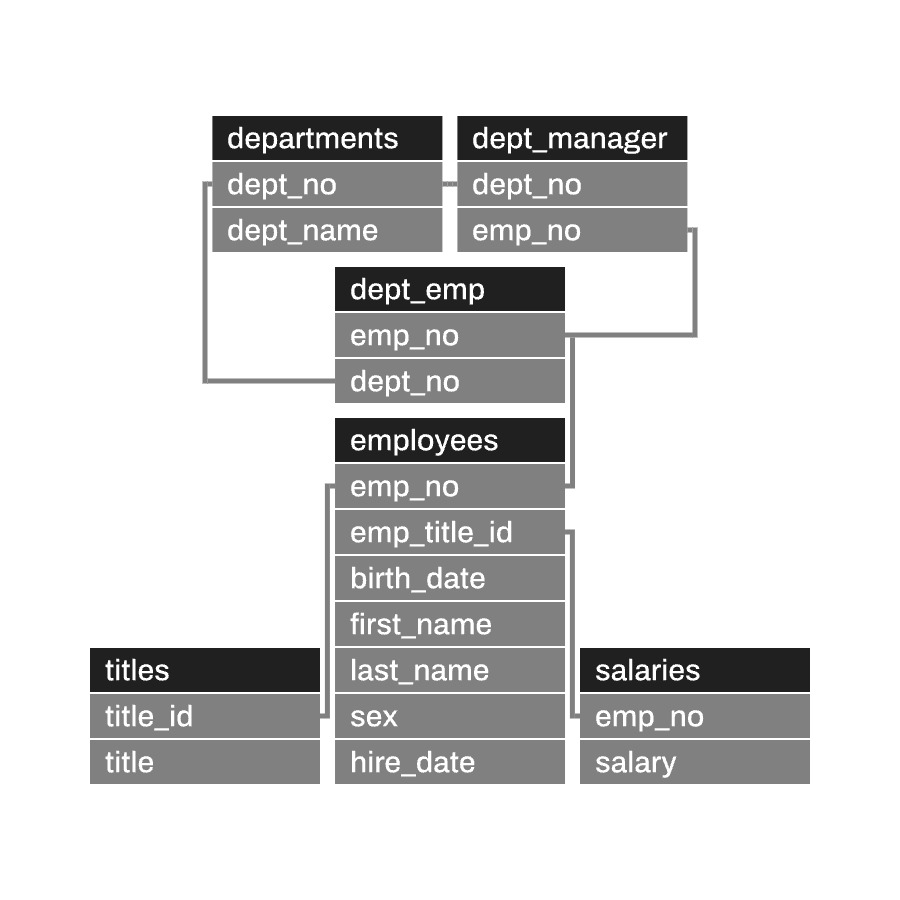 departments
dept_no
dept_name
dept_manager
dept_no
emp_no
dept_emp
emp_no
dept_no
employees
emp_no
emp_title_id
birth_date
first_name
last_name
sex
hire_date
titles
title_id
title
salaries
emp_no
salary